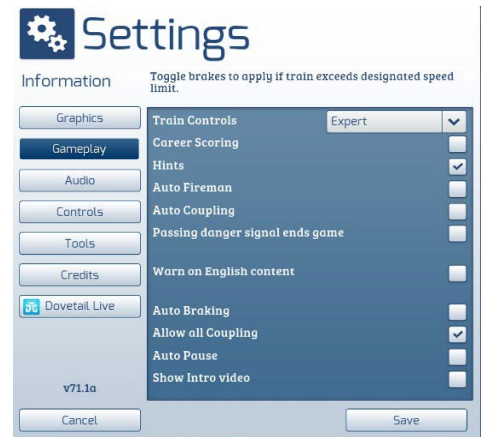 Settings
Information
Toggle brakes to apply if train exceeds designated speed
limit.
Graphics
Gameplay
Audio
Controls
Tools
Credits
Dovetail Live
v71.1a
Train Controls Expert
Career Scoring
Hints
Auto Fireman
Auto Coupling
Passing danger signal ends game
Warn on English content
Auto Braking
Allow all Coupling
Auto Pause
Show Intro video
Cancel
Save